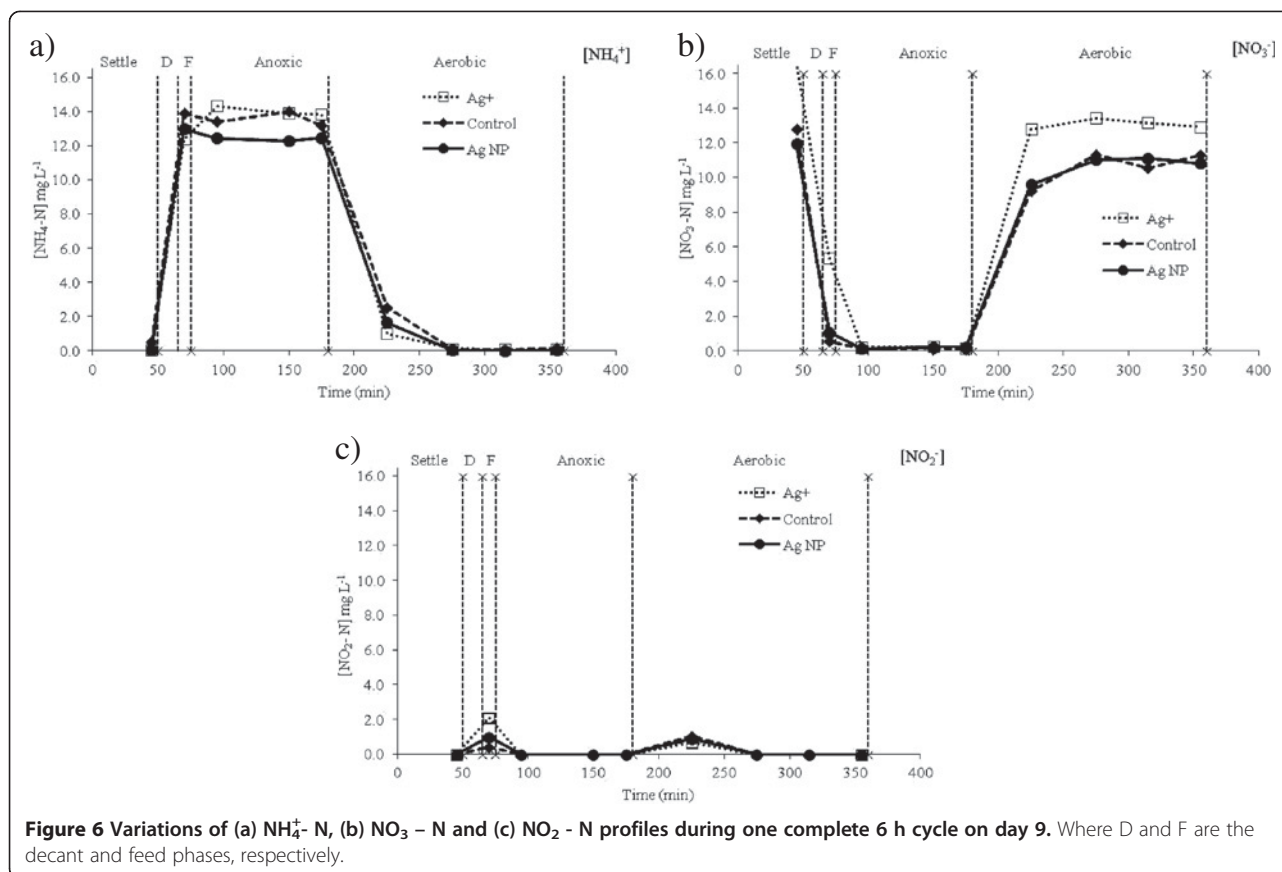 a)
Settle D F Anoxic Aerobic [NH₄⁺]
16.0
14.0
12.0
10.0
8.0
6.0
4.0
2.0
0.0
[NH₄-N] mg L⁻¹
Ag+
Control
Ag NP
0 50 100 150 200 250 300 350 400
Time (min)
b)
Settle D F Anoxic Aerobic [NO₃⁻]
16.0
14.0
12.0
10.0
8.0
6.0
4.0
2.0
0.0
[NO₃-N] mg L⁻¹
Ag+
Control
Ag NP
0 50 100 150 200 250 300 350 400
Time (min)
c)
Settle D F Anoxic Aerobic [NO₂⁻]
16.0
14.0
12.0
10.0
8.0
6.0
4.0
2.0
0.0
[NO₂- N] mg L⁻¹
Ag+
Control
Ag NP
0 50 100 150 200 250 300 350 400
Time (min)
Figure 6 Variations of (a) NH₄⁺- N, (b) NO₃ – N and (c) NO₂ - N profiles during one complete 6 h cycle on day 9. Where D and F are the
decant and feed phases, respectively.